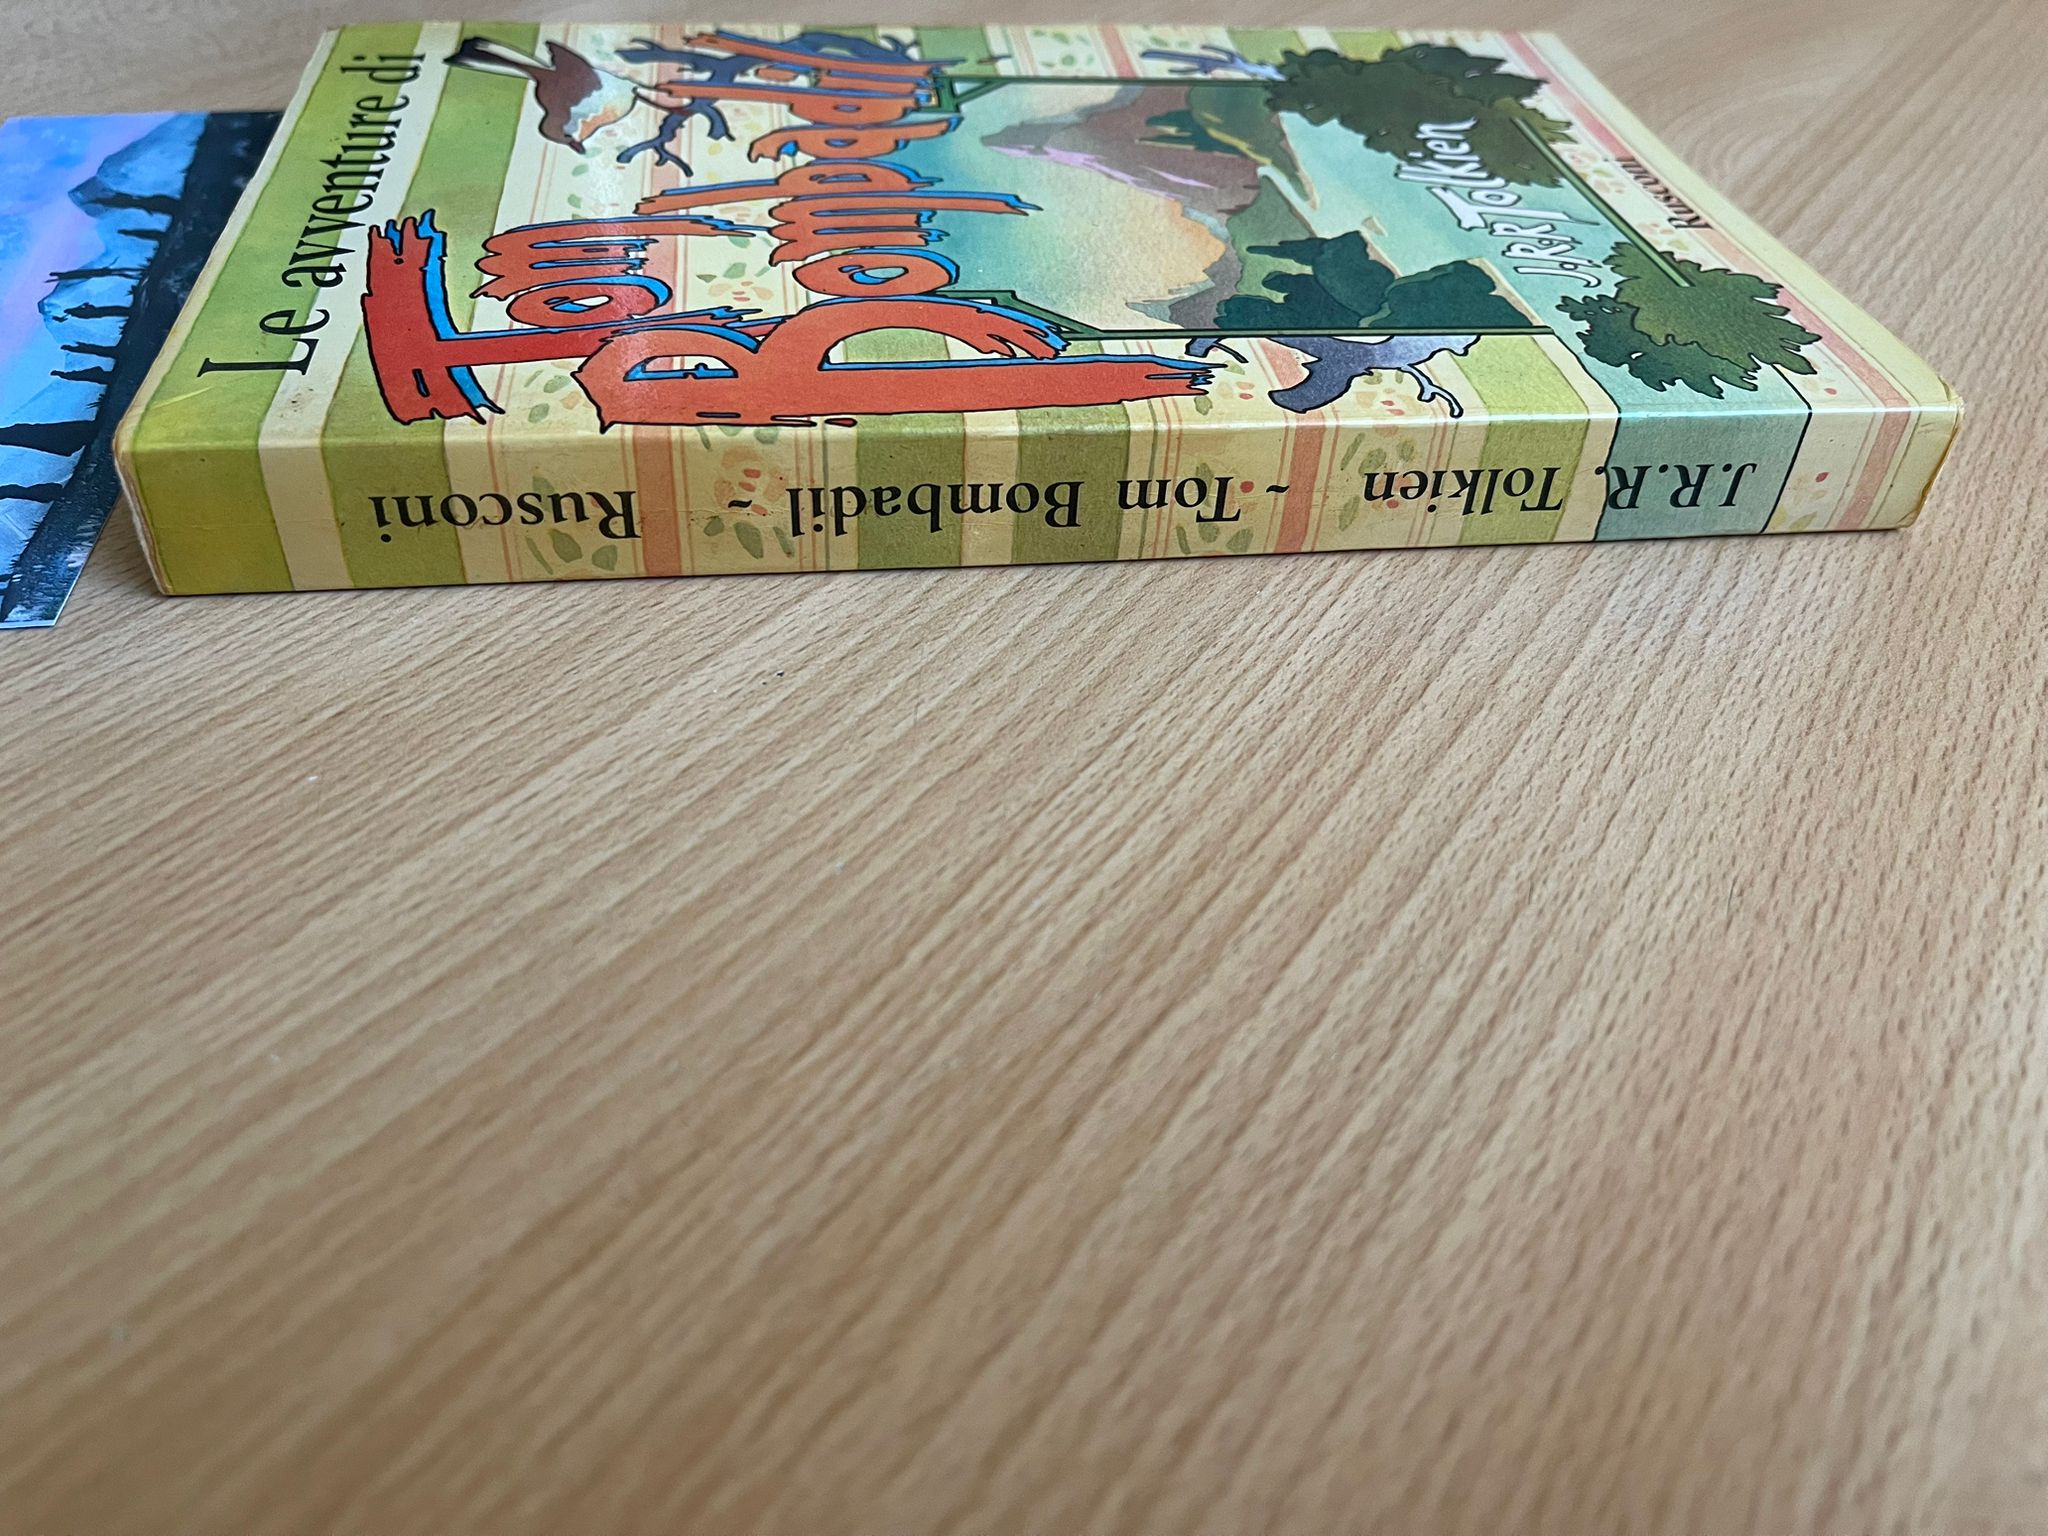 Le avventure di
Tom
Bombadil
J.R.R. Tolkien
Rusconi
J.R.R. Tolkien ~ Tom Bombadil ~ Rusconi